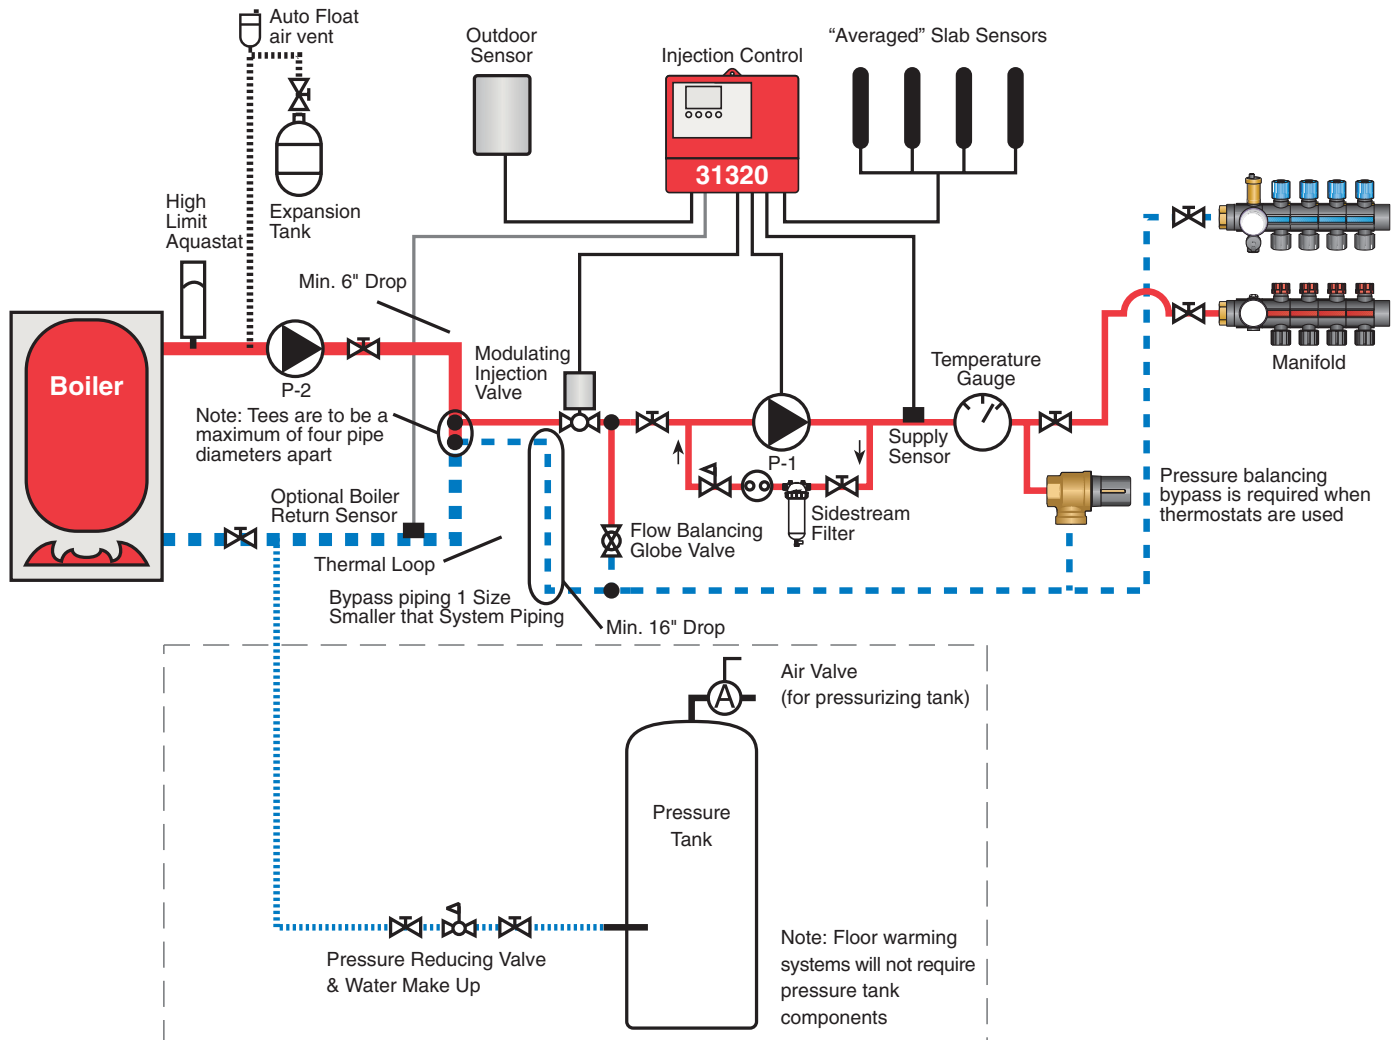 Auto Float
air vent
Outdoor
Sensor
Injection Control
“Averaged” Slab Sensors
31320
High
Limit
Aquastat
Expansion
Tank
Min. 6" Drop
Boiler
P-2
Modulating
Injection
Valve
Temperature
Gauge
Manifold
Note: Tees are to be a
maximum of four pipe
diameters apart
P-1
Supply
Sensor
Pressure balancing
bypass is required when
thermostats are used
Optional Boiler
Return Sensor
Sidestream
Filter
Flow Balancing
Globe Valve
Thermal Loop
Bypass piping 1 Size
Smaller that System Piping
Min. 16" Drop
Air Valve
(for pressurizing tank)
A
Pressure
Tank
Pressure Reducing Valve
& Water Make Up
Note: Floor warming
systems will not require
pressure tank
components